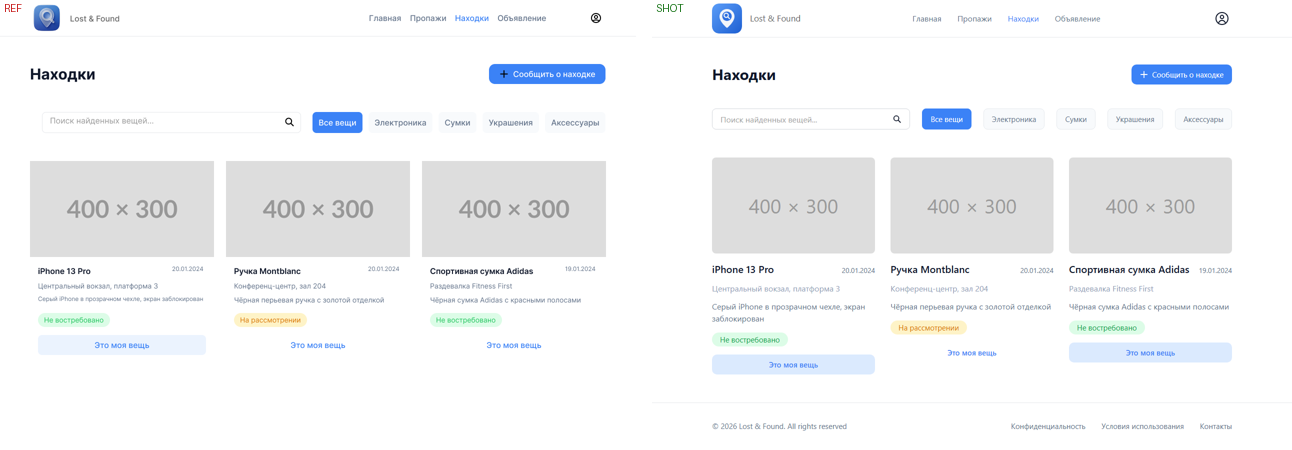 REF
Lost & Found
Главная Пропажи Находки Объявление
Находки
Сообщить о находке
Поиск найденных вещей...
Все вещи Электроника Сумки Украшения Аксессуары
400 × 300 400 × 300 400 × 300
iPhone 13 Pro 20.01.2024
Центральный вокзал, платформа 3
Серый iPhone в прозрачном чехле, экран заблокирован
Не востребовано
Это моя вещь
Ручка Montblanc 20.01.2024
Конференс-центр, зал 204
Чёрная перьевая ручка с золотой отделкой
На рассмотрении
Это моя вещь
Спортивная сумка Adidas 19.01.2024
Раздевалка Fitness First
Чёрная сумка Adidas с красными полосами
Не востребовано
Это моя вещь
SHOT
Lost & Found
Главная Пропажи Находки Объявление
Находки
Сообщить о находке
Поиск найденных вещей...
Все вещи Электроника Сумки Украшения Аксессуары
400 × 300 400 × 300 400 × 300
iPhone 13 Pro 20.01.2024
Центральный вокзал, платформа 3
Серый iPhone в прозрачном чехле, экран
заблокирован
Не востребовано
Это моя вещь
Ручка Montblanc 20.01.2024
Конференц-центр, зал 204
Чёрная перьевая ручка с золотой отделкой
На рассмотрении
Это моя вещь
Спортивная сумка Adidas 19.01.2024
Раздевалка Fitness First
Чёрная сумка Adidas с красными полосами
Не востребовано
Это моя вещь
© 2026 Lost & Found. All rights reserved
Конфиденциальность Условия использования Контакты